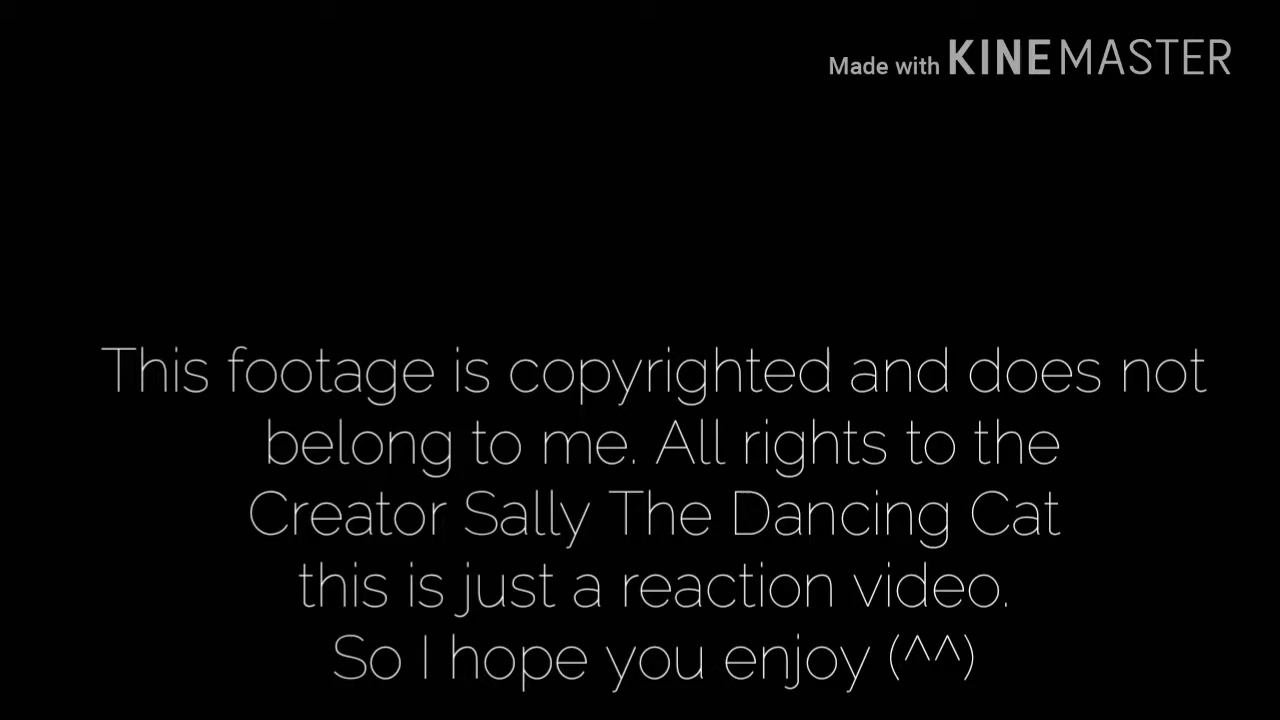 Made with KINEMASTER
This footage is copyrighted and does not
belong to me. All rights to the
Creator Sally The Dancing Cat
this is just a reaction video.
So I hope you enjoy (^^)